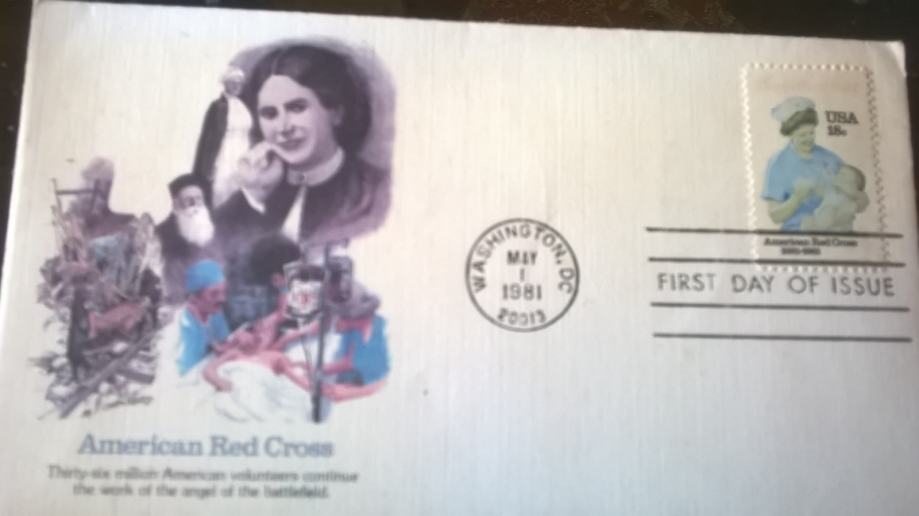 USA
18c
American Red Cross
1881-1981
WASHINGTON, DC
MAY
1
1981
20013
FIRST DAY OF ISSUE
American Red Cross
Thirty-six million American volunteers continue
the work of the angel of the battlefield.